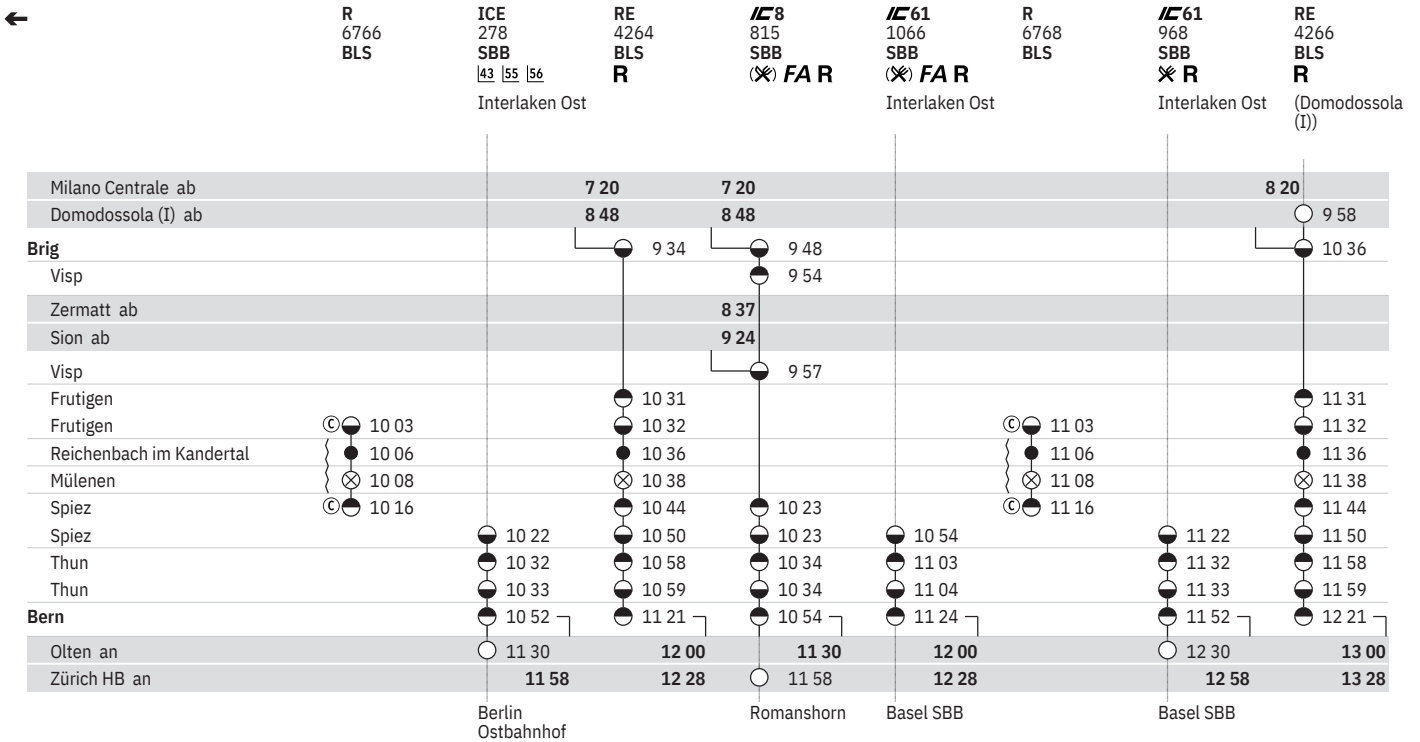 R ICE RE IC8 IC61 R IC61 RE
6766 278 4264 815 1066 6768 968 4266
BLS SBB BLS SBB SBB BLS SBB BLS
43 55 56 R FA R FA R R R
Interlaken Ost Interlaken Ost Interlaken Ost (Domodossola
(I))
Milano Centrale ab 7 20 7 20 8 20
Domodossola (I) ab 8 48 8 48 9 58
Brig 9 34 9 48 10 36
Visp 9 54
Zermatt ab 8 37
Sion ab 9 24
Visp 9 57
Frutigen 10 31 11 31
Frutigen C 10 03 10 32 C 11 03 11 32
Reichenbach im Kandertal 10 06 10 36 11 06 11 36
Mülenen 10 08 10 38 11 08 11 38
Spiez C 10 16 10 44 10 23 C 11 16 11 44
Spiez 10 22 10 50 10 23 10 54 11 22 11 50
Thun 10 32 10 58 10 34 11 03 11 32 11 58
Thun 10 33 10 59 10 34 11 04 11 33 11 59
Bern 10 52 11 21 10 54 11 24 11 52 12 21
Olten an 11 30 12 00 11 30 12 00 12 30 13 00
Zürich HB an 11 58 12 28 11 58 12 28 12 58 13 28
Berlin Romanshorn Basel SBB Basel SBB
Ostbahnhof